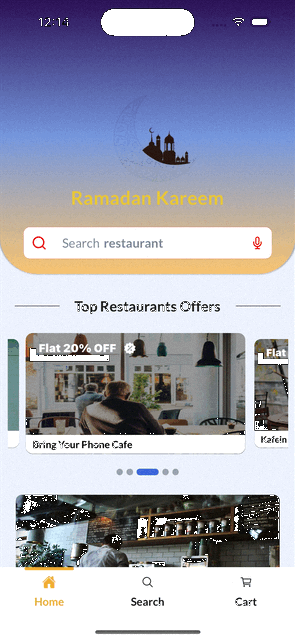 12:15
Ramadan Kareem
Search restaurant
Top Restaurants Offers
Flat 20% OFF
Flat
Bring Your Phone Cafe
Kafein
Home
Search
Cart